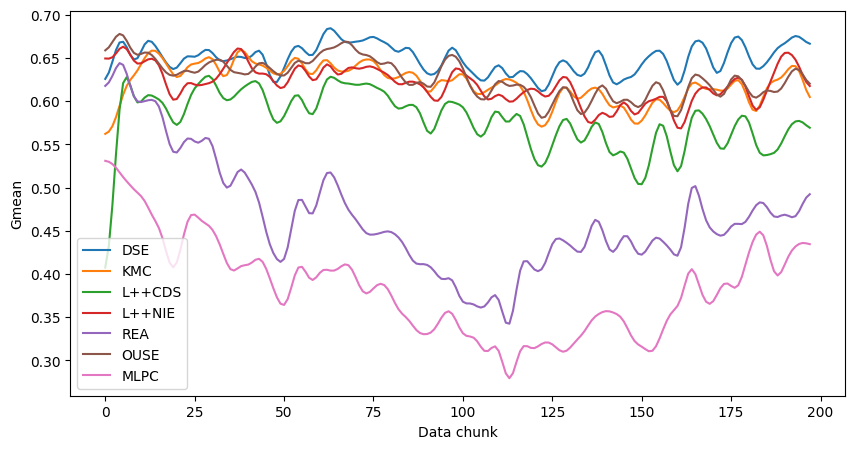 0.70
0.65
0.60
0.55
0.50
0.45
0.40
0.35
0.30
Gmean
DSE
KMC
L++CDS
L++NIE
REA
OUSE
MLPC
0 25 50 75 100 125 150 175 200
Data chunk